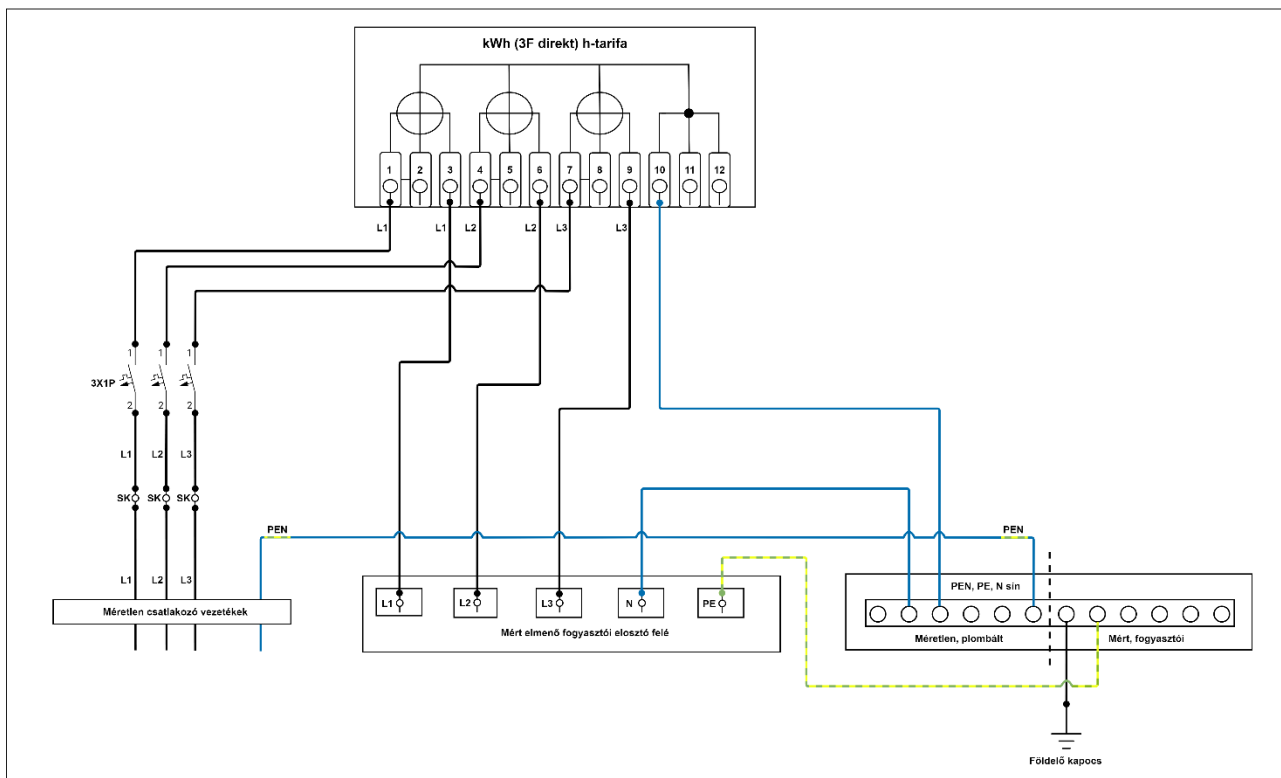 kWh (3F direkt) h-tarifa
1 2 3 4 5 6 7 8 9 10 11 12
L1 L1 L2 L2 L3 L3
1 1 1
3X1P
2 2 2
L1 L2 L3
SK SK SK
PEN PEN
L1 L2 L3
Méretlen csatlakozó vezetékek
L1 L2 L3 N PE
Mért elmenő fogyasztói elosztó felé
PEN, PE, N sín
Méretlen, plombált Mért, fogyasztói
Földelő kapocs